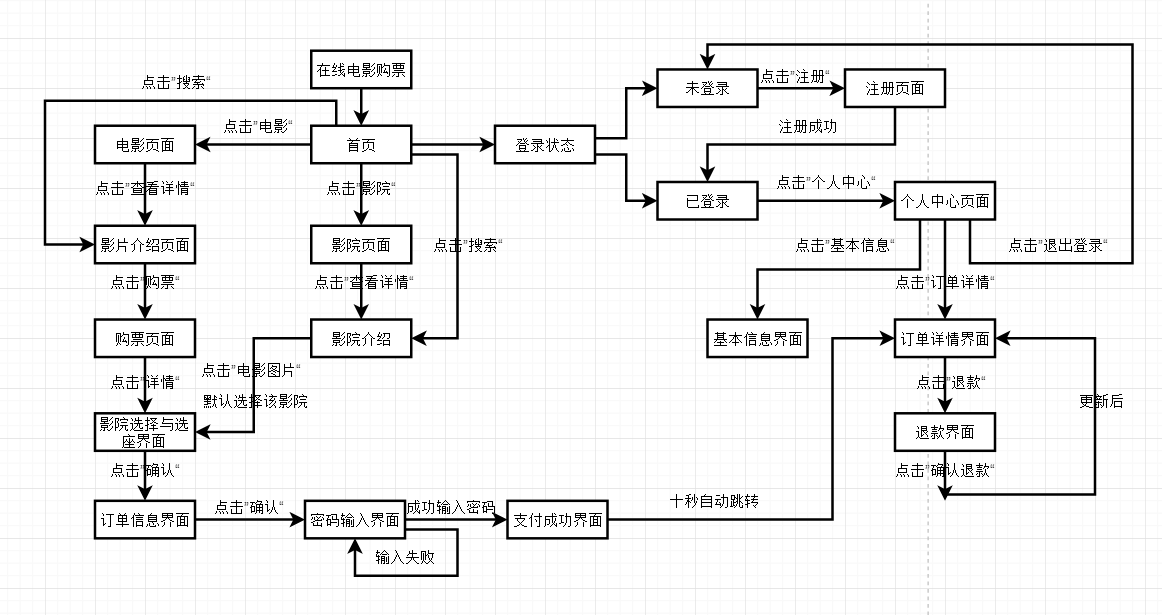 在线电影购票
点击"搜索“
未登录
点击"注册“
注册页面
点击"电影“
注册成功
电影页面
首页
登录状态
点击"查看详情“
点击"影院“
点击"个人中心“
已登录
个人中心页面
影片介绍页面
影院页面
点击"搜索“
点击"基本信息“
点击"退出登录“
点击"购票“
点击"查看详情“
点击"订单详情“
购票页面
影院介绍
基本信息界面
订单详情界面
点击"电影图片“
点击"详情“
点击"退款“
默认选择该影院
更新后
影院选择与选
座界面
退款界面
点击"确认“
点击"确认退款“
十秒自动跳转
点击"确认“
成功输入密码
订单信息界面
密码输入界面
支付成功界面
输入失败